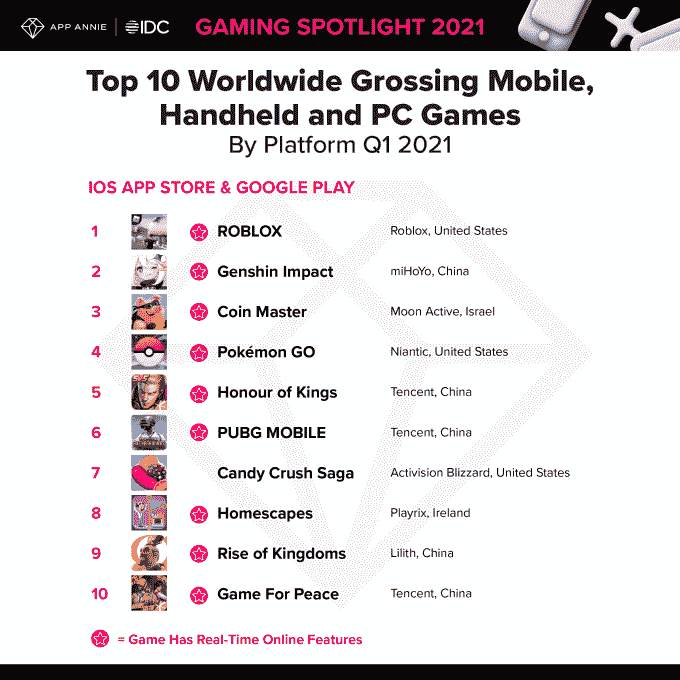 APP ANNIE | IDC GAMING SPOTLIGHT 2021
Top 10 Worldwide Grossing Mobile,
Handheld and PC Games
By Platform Q1 2021
IOS APP STORE & GOOGLE PLAY
1 ROBLOX Roblox, United States
2 Genshin Impact miHoYo, China
3 Coin Master Moon Active, Israel
4 Pokémon GO Niantic, United States
5 Honour of Kings Tencent, China
6 PUBG MOBILE Tencent, China
7 Candy Crush Saga Activision Blizzard, United States
8 Homescapes Playrix, Ireland
9 Rise of Kingdoms Lilith, China
10 Game For Peace Tencent, China
= Game Has Real-Time Online Features